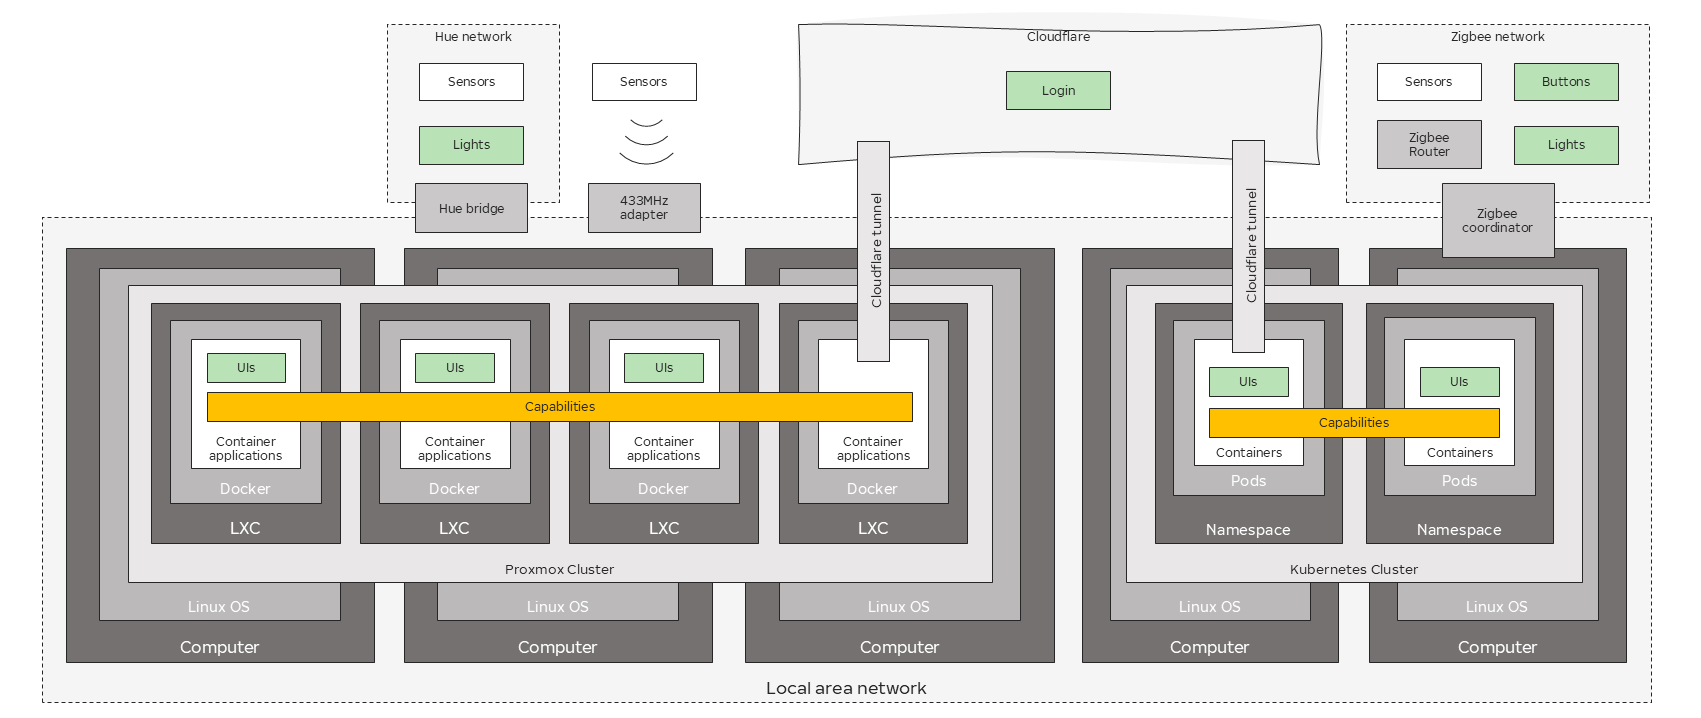 Hue network
Cloudflare
Zigbee network
Sensors
Sensors
Login
Sensors
Buttons
Lights
Zigbee
Router
Lights
Hue bridge
433MHz
adapter
Cloudflare tunnel
Cloudflare tunnel
Zigbee
coordinator
UIs
UIs
UIs
UIs
UIs
Capabilities
Capabilities
Container
applications
Container
applications
Container
applications
Container
applications
Containers
Containers
Docker
Docker
Docker
Docker
Pods
Pods
LXC
LXC
LXC
LXC
Namespace
Namespace
Proxmox Cluster
Kubernetes Cluster
Linux OS
Linux OS
Linux OS
Linux OS
Linux OS
Computer
Computer
Computer
Computer
Computer
Local area network